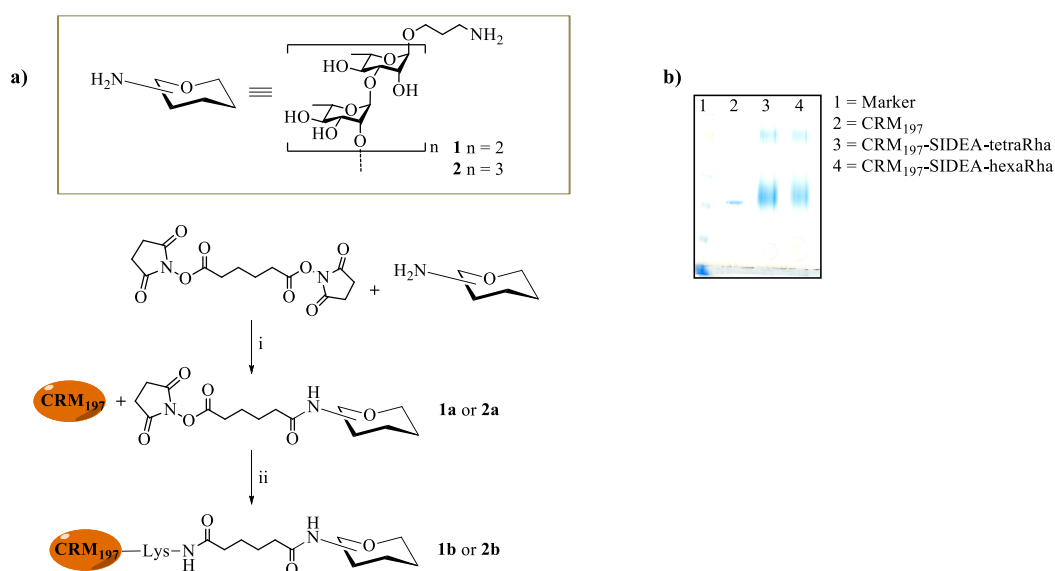 a)
H₂N
≡
O
NH₂
O
HO
O
O
OH
O
HO
HO
O
n
1 n = 2
2 n = 3
b)
1 2 3 4
1 = Marker
2 = CRM₁₉₇
3 = CRM₁₉₇-SIDEA-tetraRha
4 = CRM₁₉₇-SIDEA-hexaRha
O
N
O
O
O
O
O
O
N
O
O
+
H₂N
O
i
CRM₁₉₇ +
O
N
O
O
O
O
H
N
O
1a or 2a
ii
CRM₁₉₇
Lys
N
H
O
O
H
N
O
1b or 2b